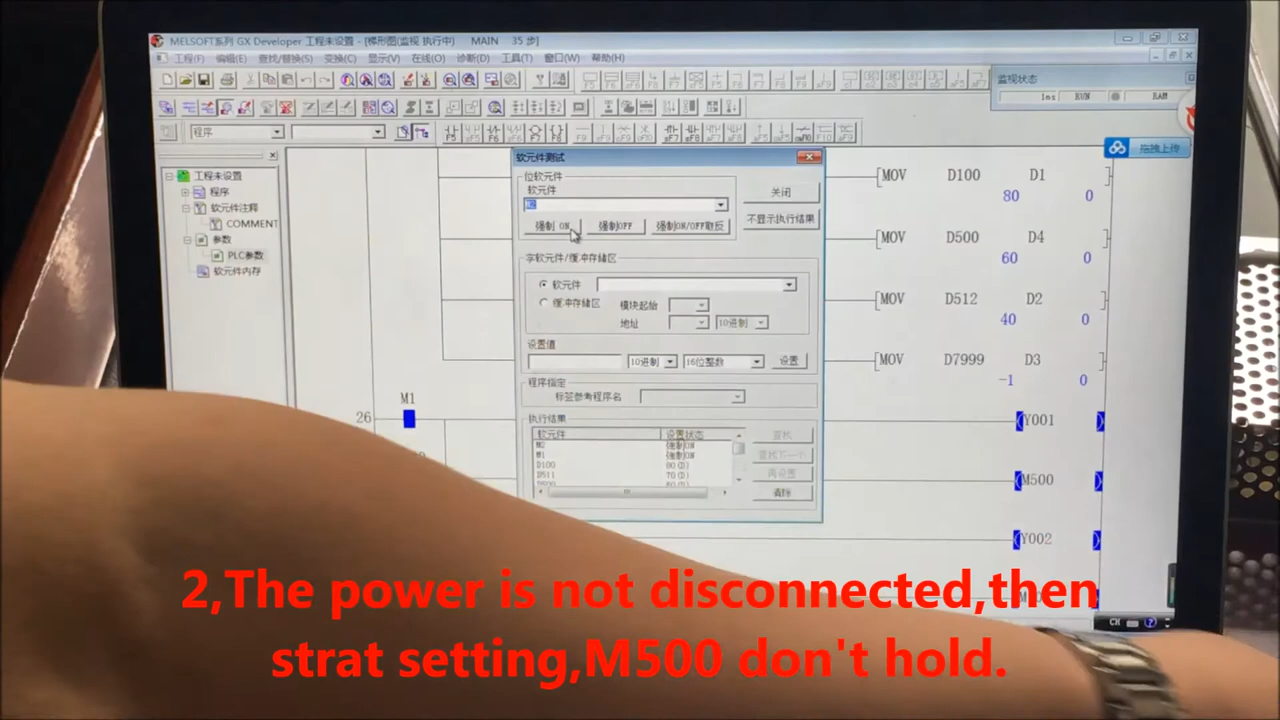 MELSOFT系列 GX Developer 工程未设置 - [梯形图(监视 执行中) MAIN 35 步]
工程(F) 编辑(E) 查找/替换(S) 变换(C) 显示(V) 在线(O) 诊断(D) 工具(T) 窗口(W) 帮助(H)
监视状态
1ms RUN RAM
程序
拖拽上传
工程未设置
程序
软元件注释
COMMENT
参数
PLC参数
软元件内存
软元件测试
位软元件
软元件
M2
关闭
强制 ON 强制OFF 强制ON/OFF取反
不显示执行结果
字软元件/缓冲存储区
软元件
缓冲存储区 模块起始
地址 10进制
设置值
10进制 16位整数 设置
程序指定
标签参考程序名
执行结果
软元件 设置状态
M2 强制ON
M1 强制ON
D100 80(D)
D511 70(D)
查找
查找下一个
再设置
清除
MOV D100 D1
80 0
MOV D500 D4
60 0
MOV D512 D2
40 0
MOV D7999 D3
-1 0
M1
26
Y001
M500
Y002
CH
2,The power is not disconnected,then
strat setting,M500 don't hold.